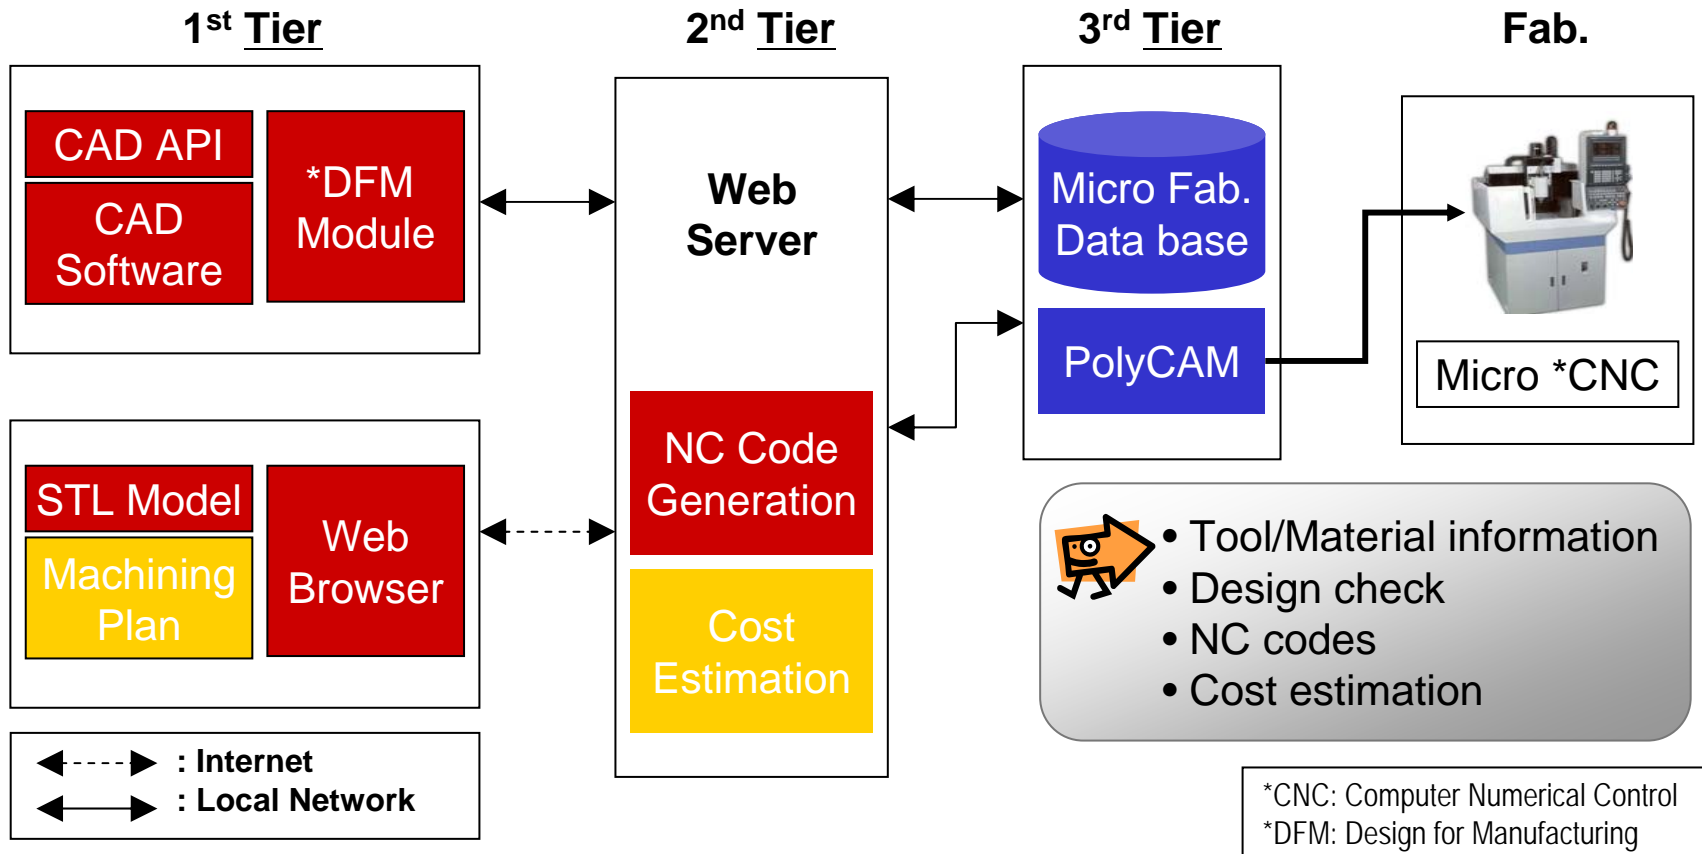 1st Tier
2nd Tier
3rd Tier
Fab.
CAD API
CAD
Software
*DFM
Module
STL Model
Machining
Plan
Web
Browser
: Internet
: Local Network
Web
Server
NC Code
Generation
Cost
Estimation
Micro Fab.
Data base
PolyCAM
Micro *CNC
• Tool/Material information
• Design check
• NC codes
• Cost estimation
*CNC: Computer Numerical Control
*DFM: Design for Manufacturing